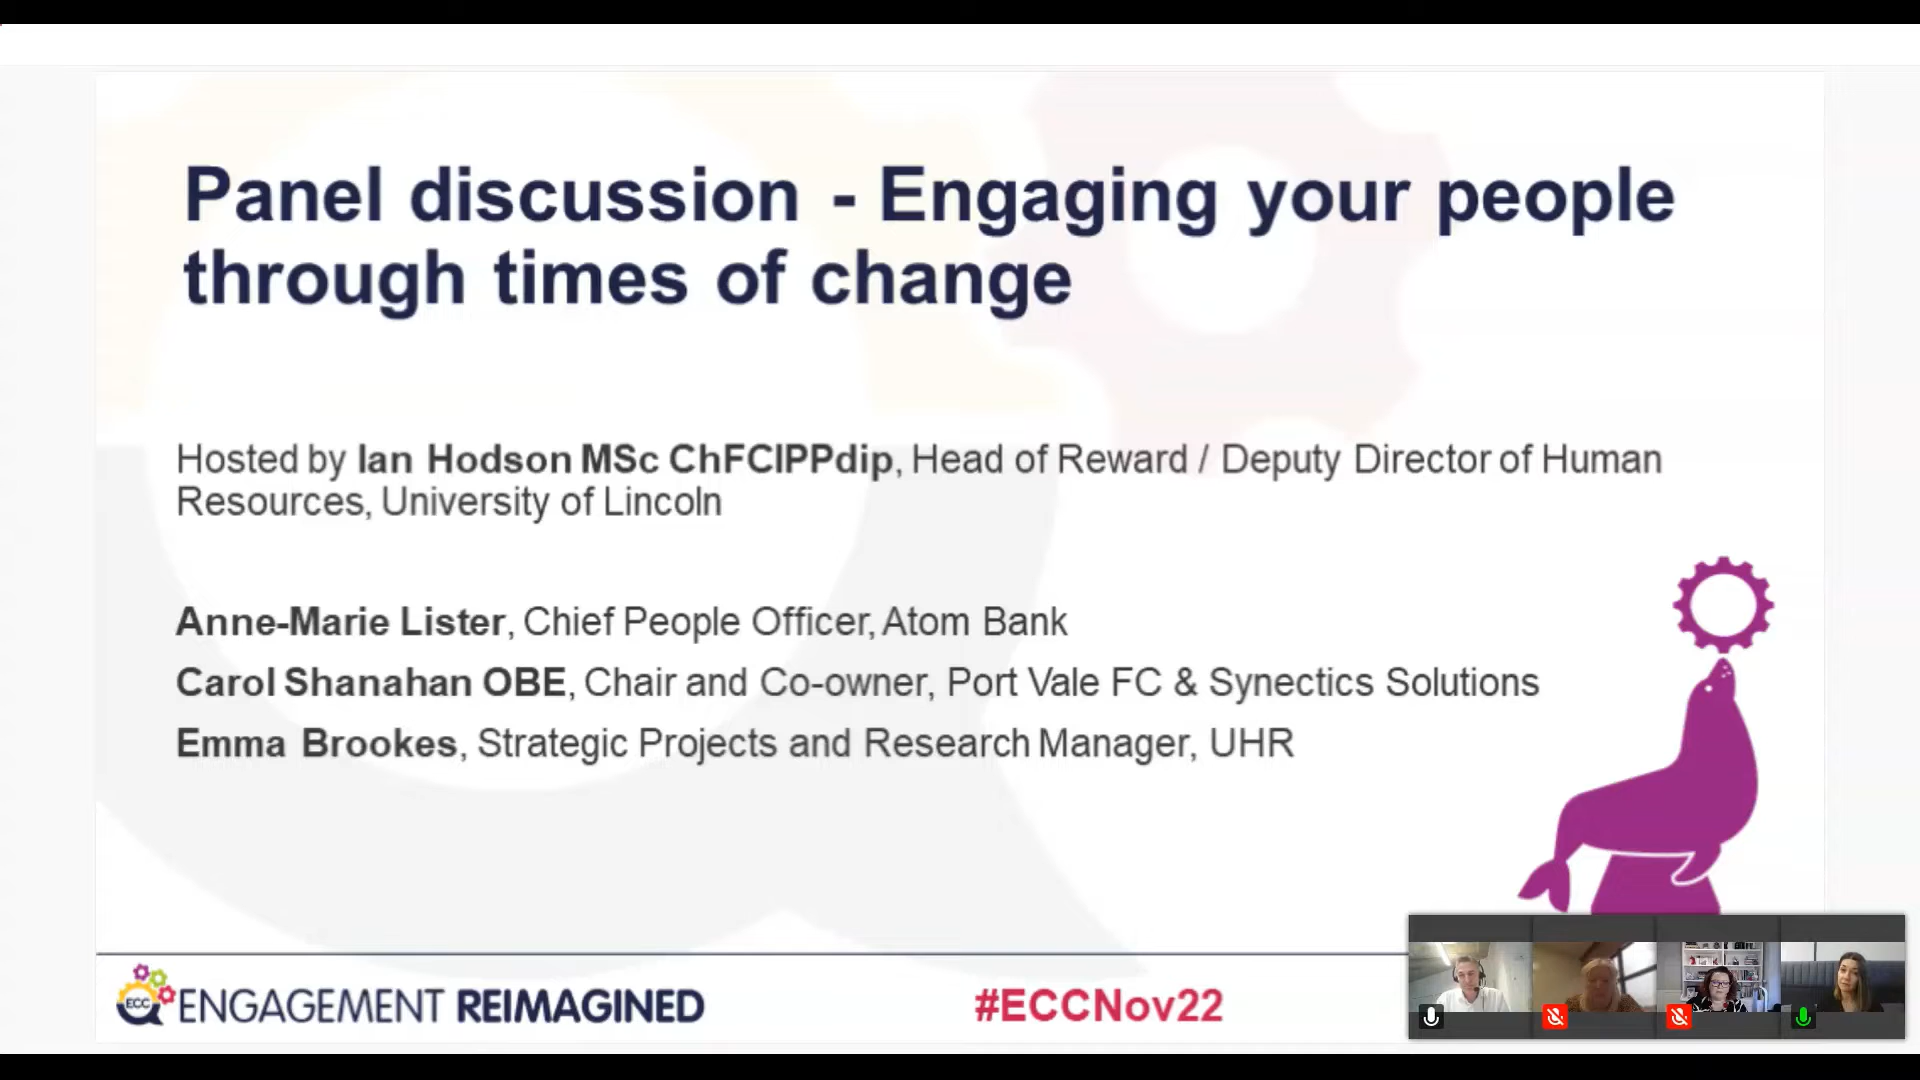 Panel discussion - Engaging your people
through times of change
Hosted by Ian Hodson MSc ChFCIPPdip, Head of Reward / Deputy Director of Human
Resources, University of Lincoln
Anne-Marie Lister, Chief People Officer, Atom Bank
Carol Shanahan OBE, Chair and Co-owner, Port Vale FC & Synectics Solutions
Emma Brookes, Strategic Projects and Research Manager, UHR
ECC ENGAGEMENT REIMAGINED
#ECCNov22